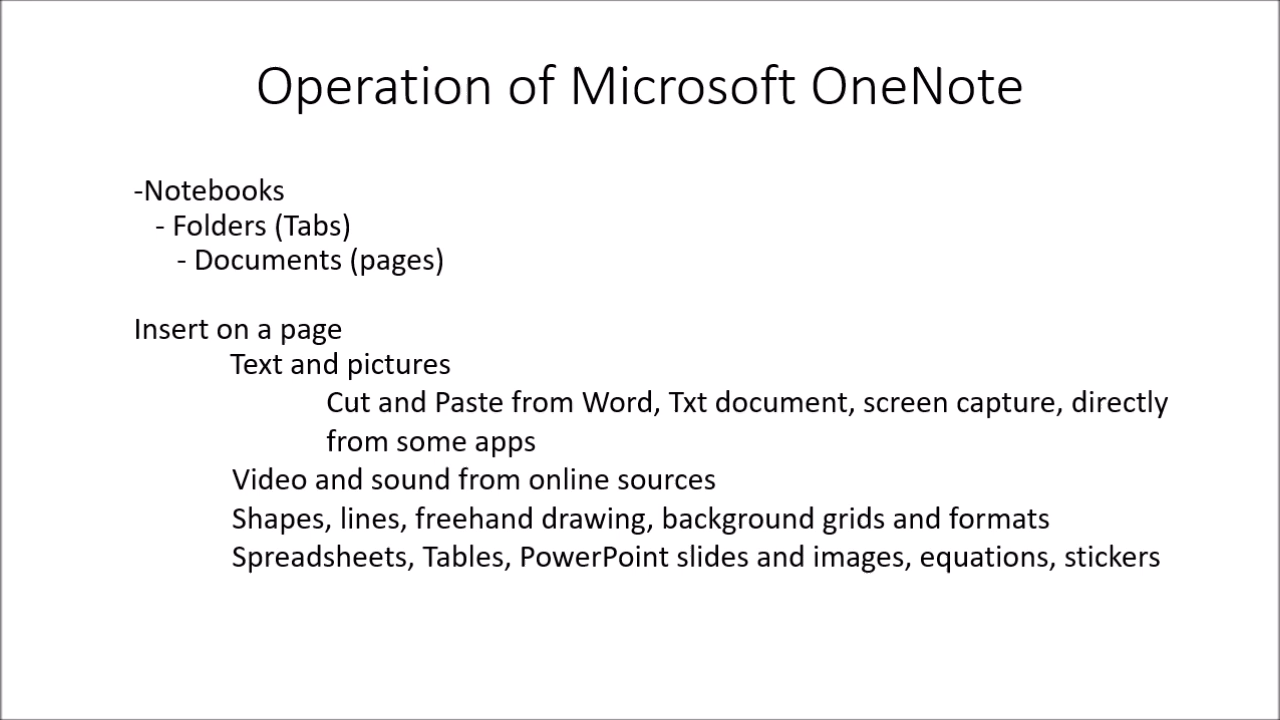 Operation of Microsoft OneNote
-Notebooks
- Folders (Tabs)
- Documents (pages)
Insert on a page
Text and pictures
Cut and Paste from Word, Txt document, screen capture, directly
from some apps
Video and sound from online sources
Shapes, lines, freehand drawing, background grids and formats
Spreadsheets, Tables, PowerPoint slides and images, equations, stickers